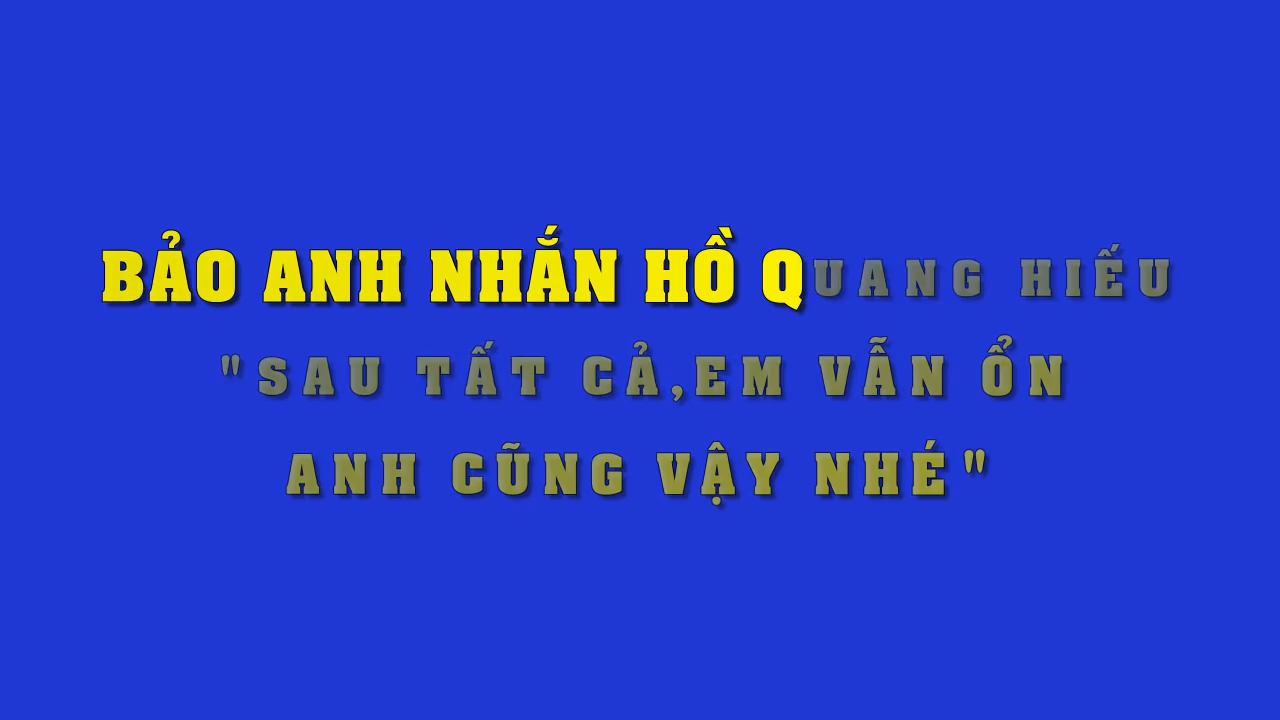 BẢO ANH NHẮN HỒ QUANG HIẾU
"SAU TẤT CẢ,EM VẪN ỔN
ANH CŨNG VẬY NHÉ"